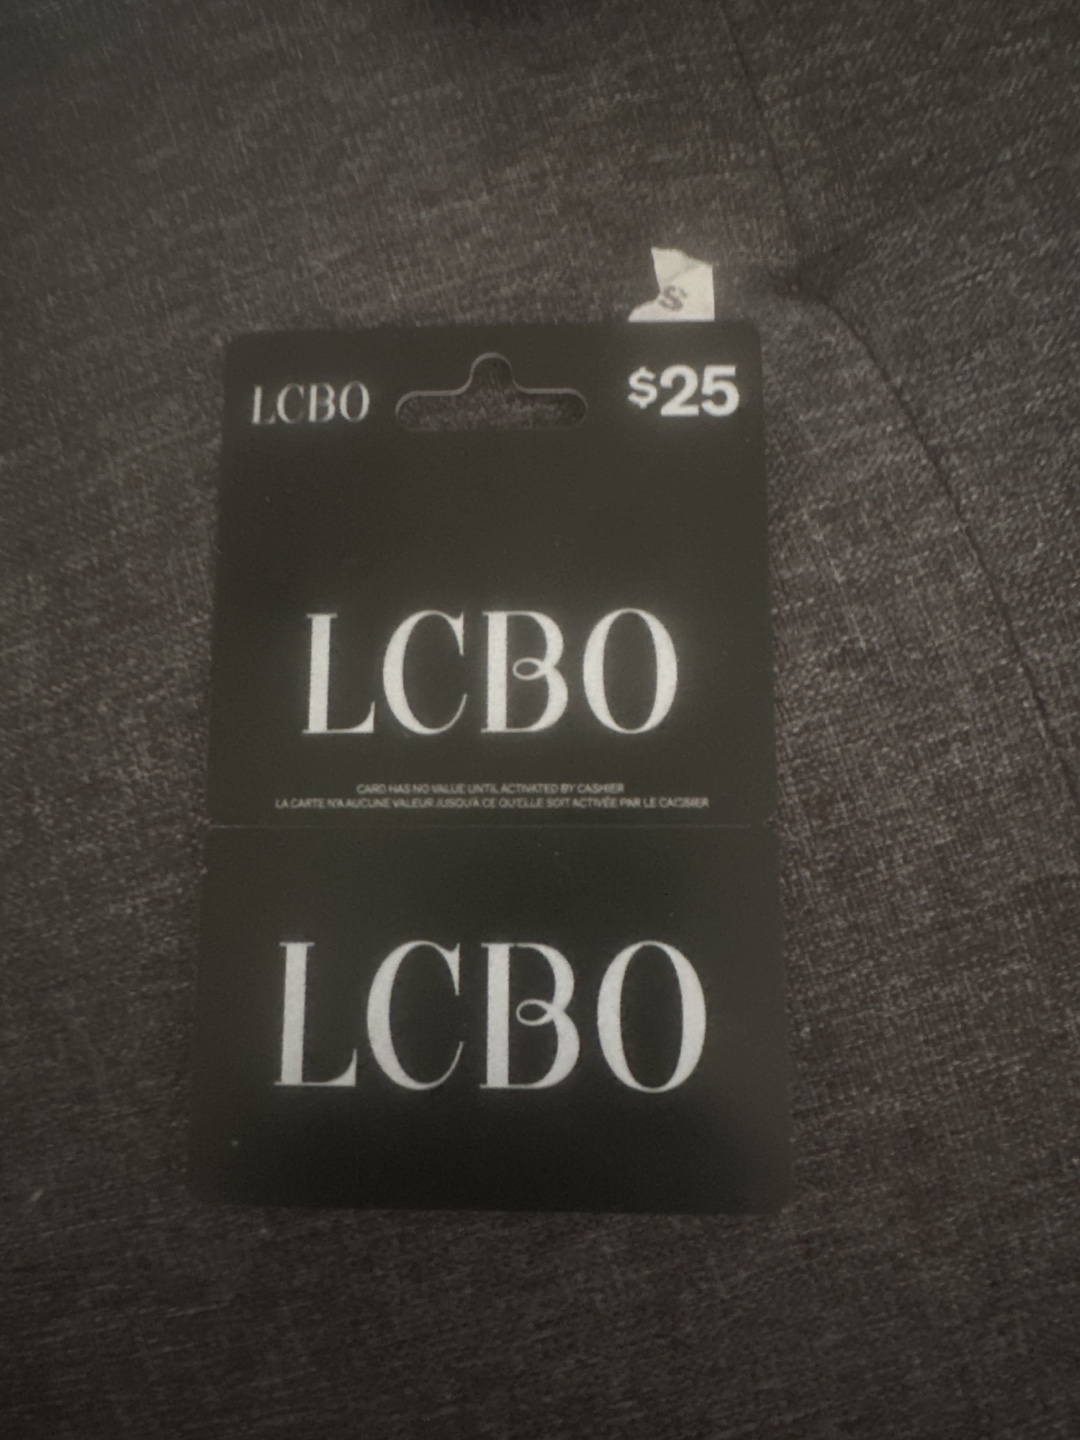 S
LCBO $25
LCBO
CARD HAS NO VALUE UNTIL ACTIVATED BY CASHIER
LA CARTE N'A AUCUNE VALEUR JUSQU'À CE QU'ELLE SOIT ACTIVÉE PAR LE CAISSIER
LCBO